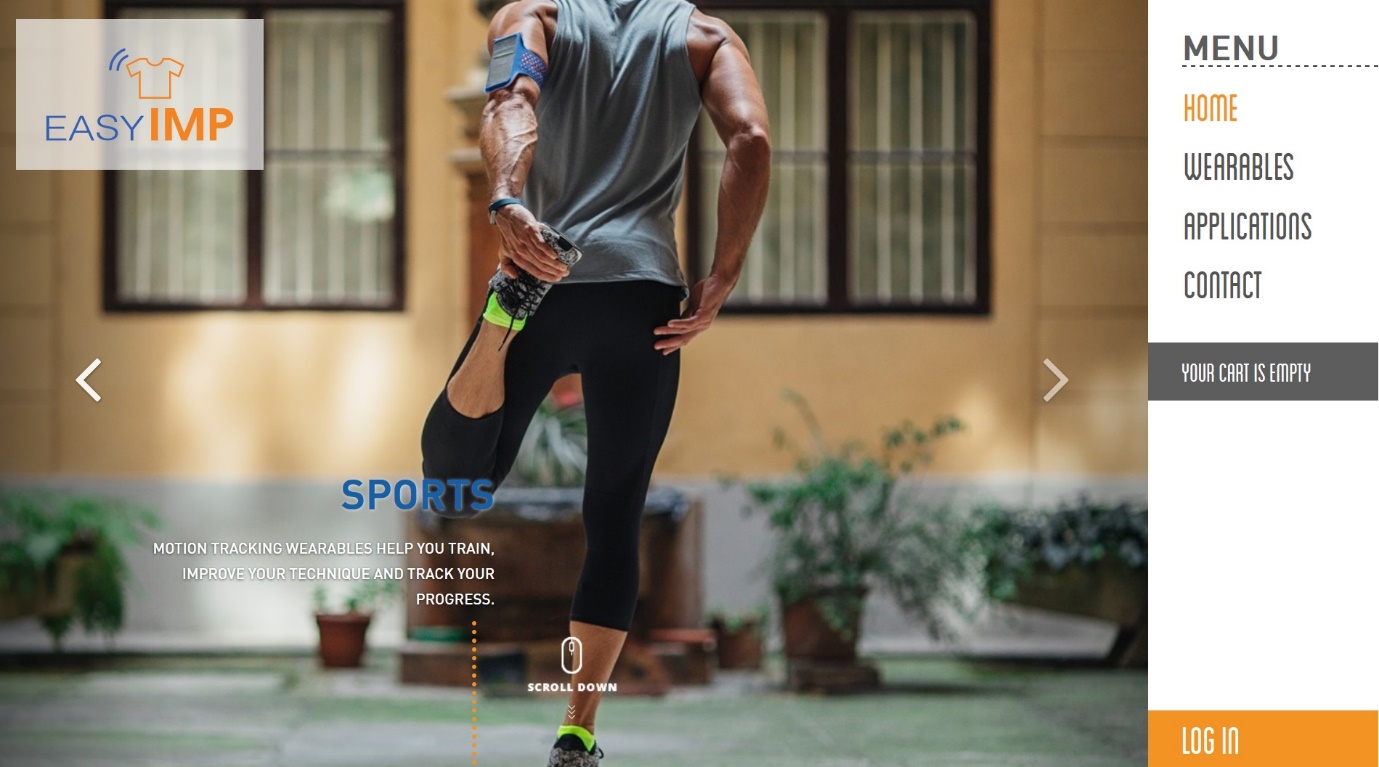 EASY IMP
SPORTS
MOTION TRACKING WEARABLES HELP YOU TRAIN,
IMPROVE YOUR TECHNIQUE AND TRACK YOUR
PROGRESS.
SCROLL DOWN
MENU
HOME
WEARABLES
APPLICATIONS
CONTACT
YOUR CART IS EMPTY
LOG IN